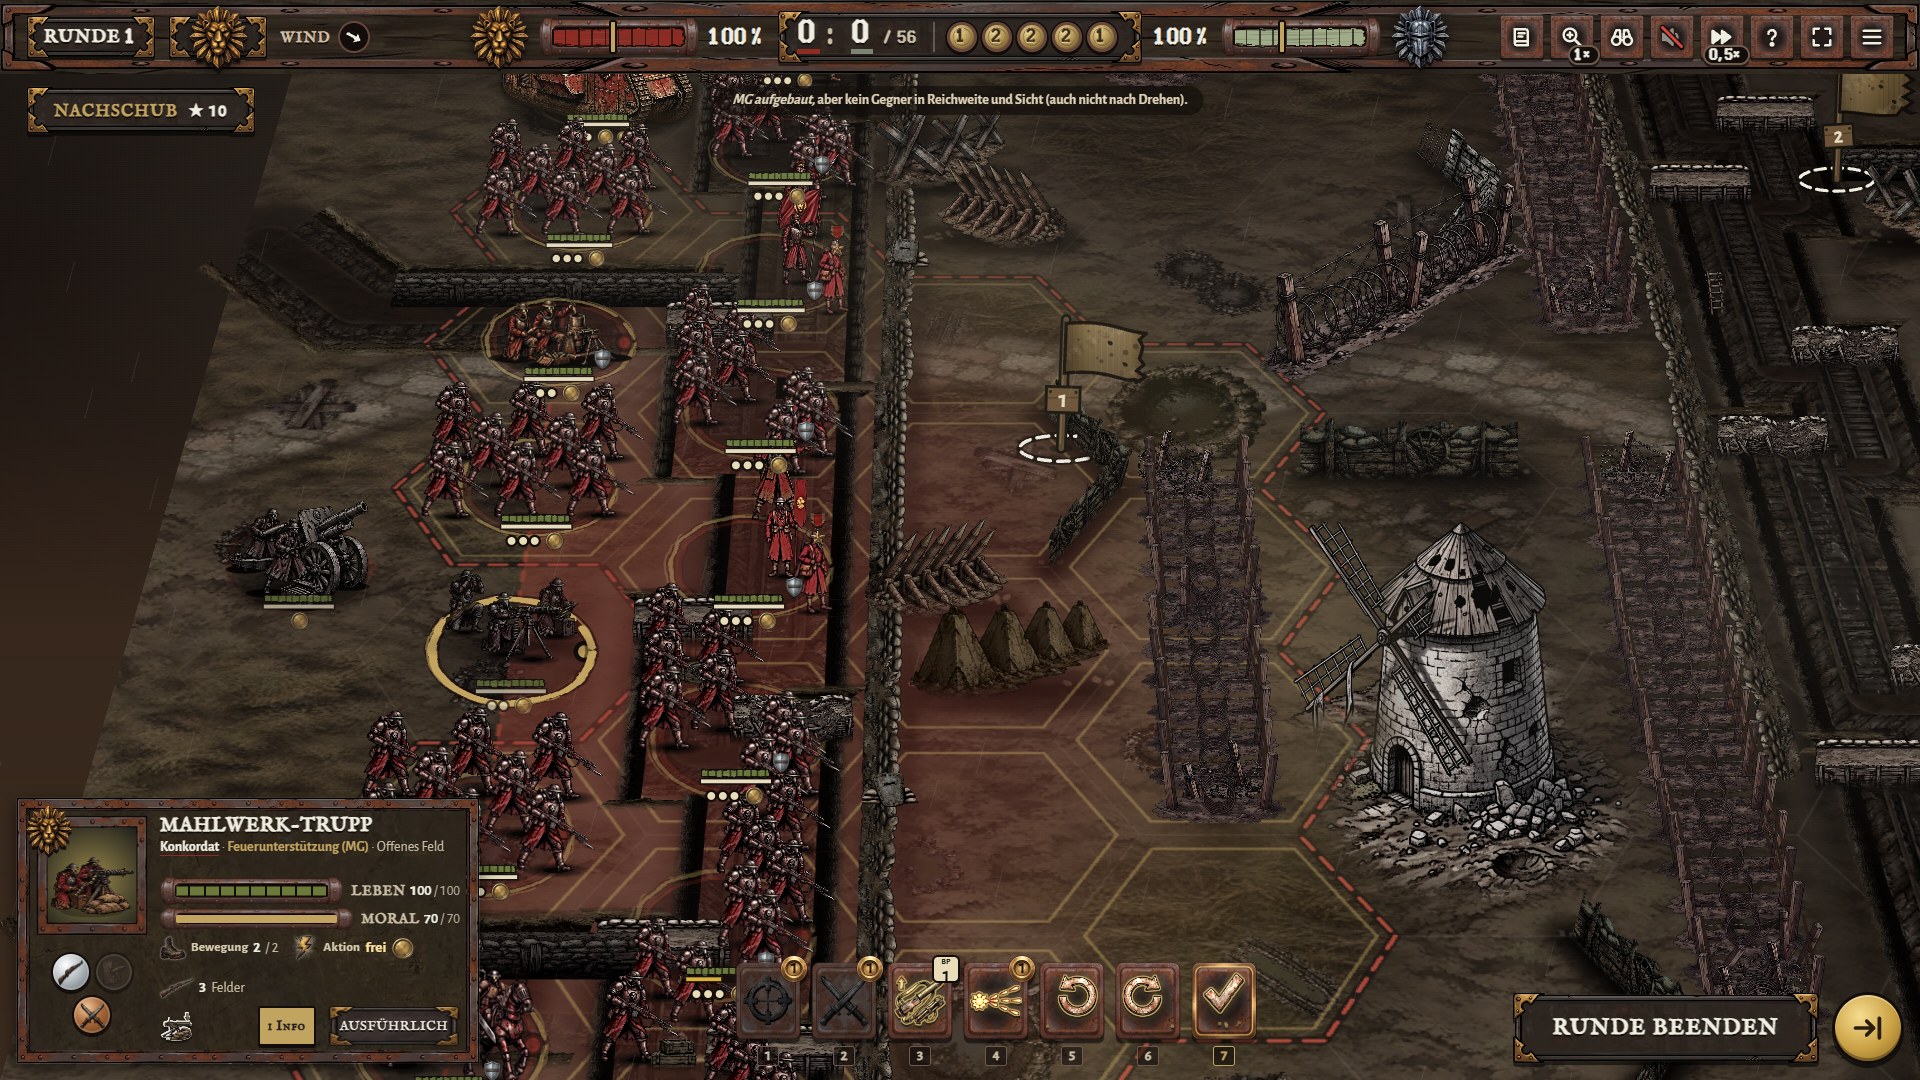 RUNDE 1
WIND
100 %
0 : 0 / 56
1 2 2 2 1
100 %
1×
0,5×
?
NACHSCHUB ★ 10
MG aufgebaut, aber kein Gegner in Reichweite und Sicht (auch nicht nach Drehen).
2
1
MAHLWERK-TRUPP
Konkordat · Feuerunterstützung (MG) · Offenes Feld
LEBEN 100/100
MORAL 70/70
Bewegung 2/2 Aktion frei
3 Felder
i INFO
AUSFÜHRLICH
1
1
BP
1
1
1
2
3
4
5
6
7
RUNDE BEENDEN